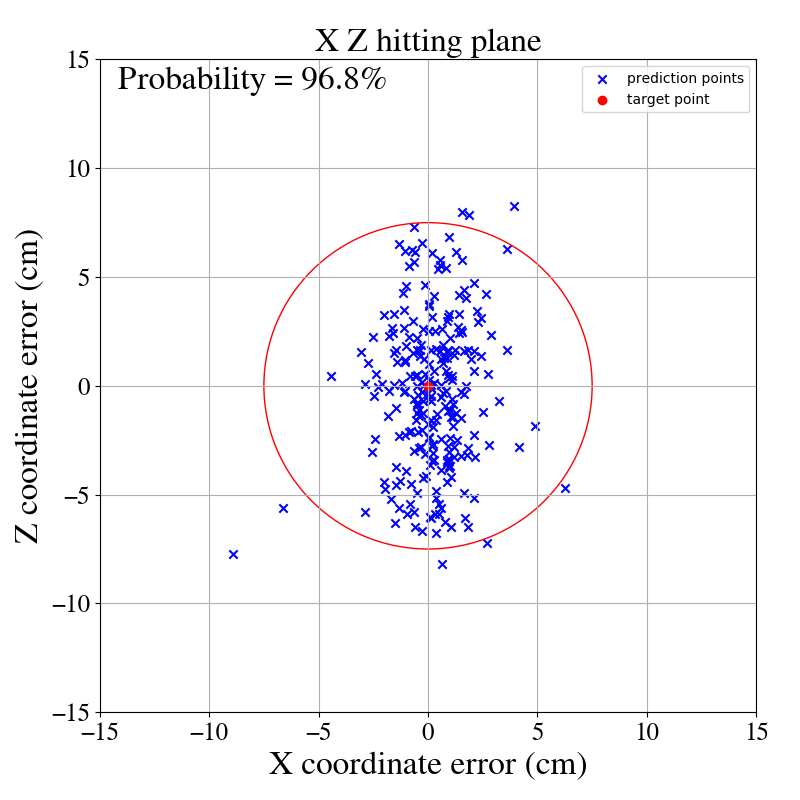 X Z hitting plane
Probability = 96.8%
prediction points
target point
Z coordinate error (cm)
15
10
5
0
−5
−10
−15
−15 −10 −5 0 5 10 15
X coordinate error (cm)